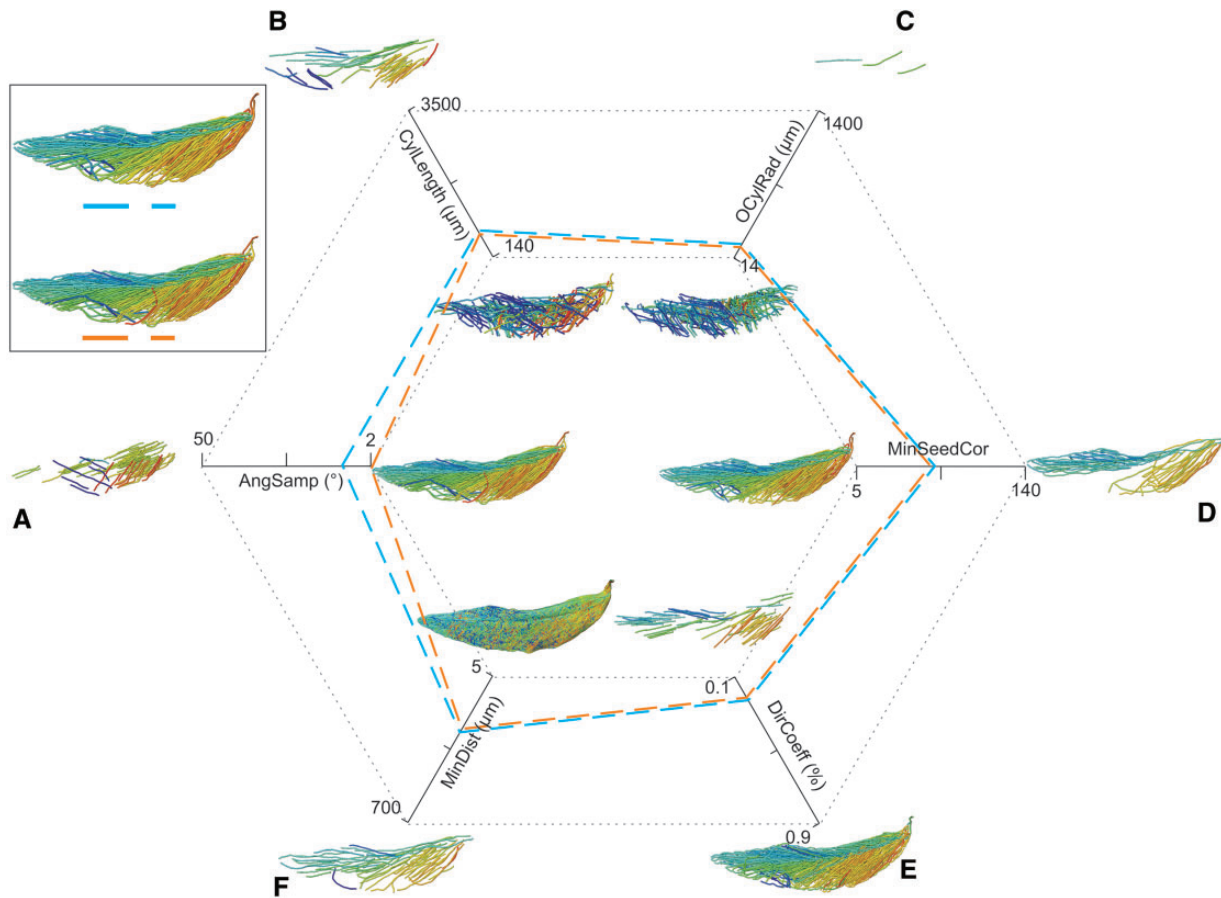 B
C
3500
1400
CylLength (µm)
OCylRad (µm)
140
14
50
2
AngSamp (°)
MinSeedCor
5
140
A
D
5
0.1
MinDist (µm)
DirCoeff (%)
700
0.9
F
E